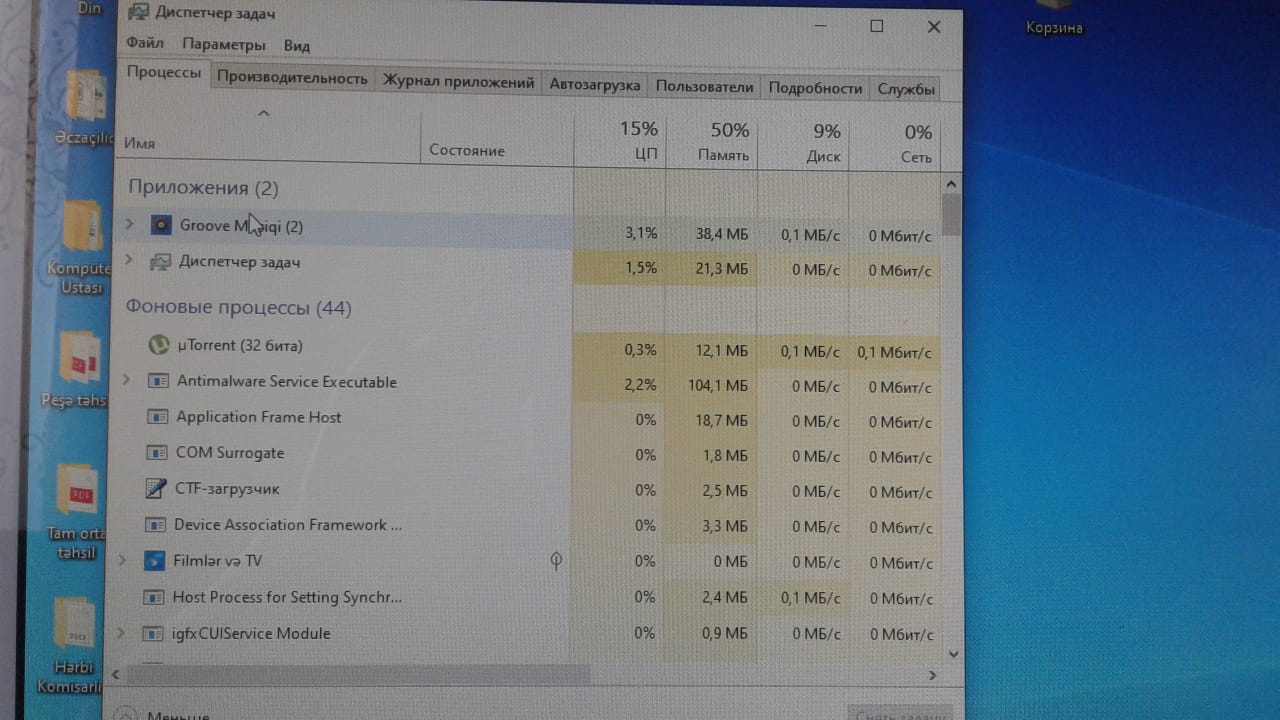 Din
Диспетчер задач
Корзина
Файл Параметры Вид
Процессы Производительность Журнал приложений Автозагрузка Пользователи Подробности Службы
Əczaçılıq
15% 50% 9% 0%
Имя Состояние ЦП Память Диск Сеть
Приложения (2)
Groove (2) 3,1% 38,4 МБ 0,1 МБ/с 0 Мбит/с
Диспетчер задач 1,5% 21,3 МБ 0 МБ/с 0 Мбит/с
Kompute
Ustası
Фоновые процессы (44)
µTorrent (32 бита) 0,3% 12,1 МБ 0,1 МБ/с 0,1 Мбит/с
Antimalware Service Executable 2,2% 104,1 МБ 0 МБ/с 0 Мбит/с
Peşə təhs
Application Frame Host 0% 18,7 МБ 0 МБ/с 0 Мбит/с
COM Surrogate 0% 1,8 МБ 0 МБ/с 0 Мбит/с
CTF-загрузчик 0% 2,5 МБ 0 МБ/с 0 Мбит/с
PDF
Device Association Framework ... 0% 3,3 МБ 0 МБ/с 0 Мбит/с
Tam orta
təhsil
Filmlər və TV 0% 0 МБ 0 МБ/с 0 Мбит/с
Host Process for Setting Synchr... 0% 2,4 МБ 0,1 МБ/с 0 Мбит/с
igfxCUIService Module 0% 0,9 МБ 0 МБ/с 0 Мбит/с
Hərbi
Komisarlı
Меньше Снять задачу